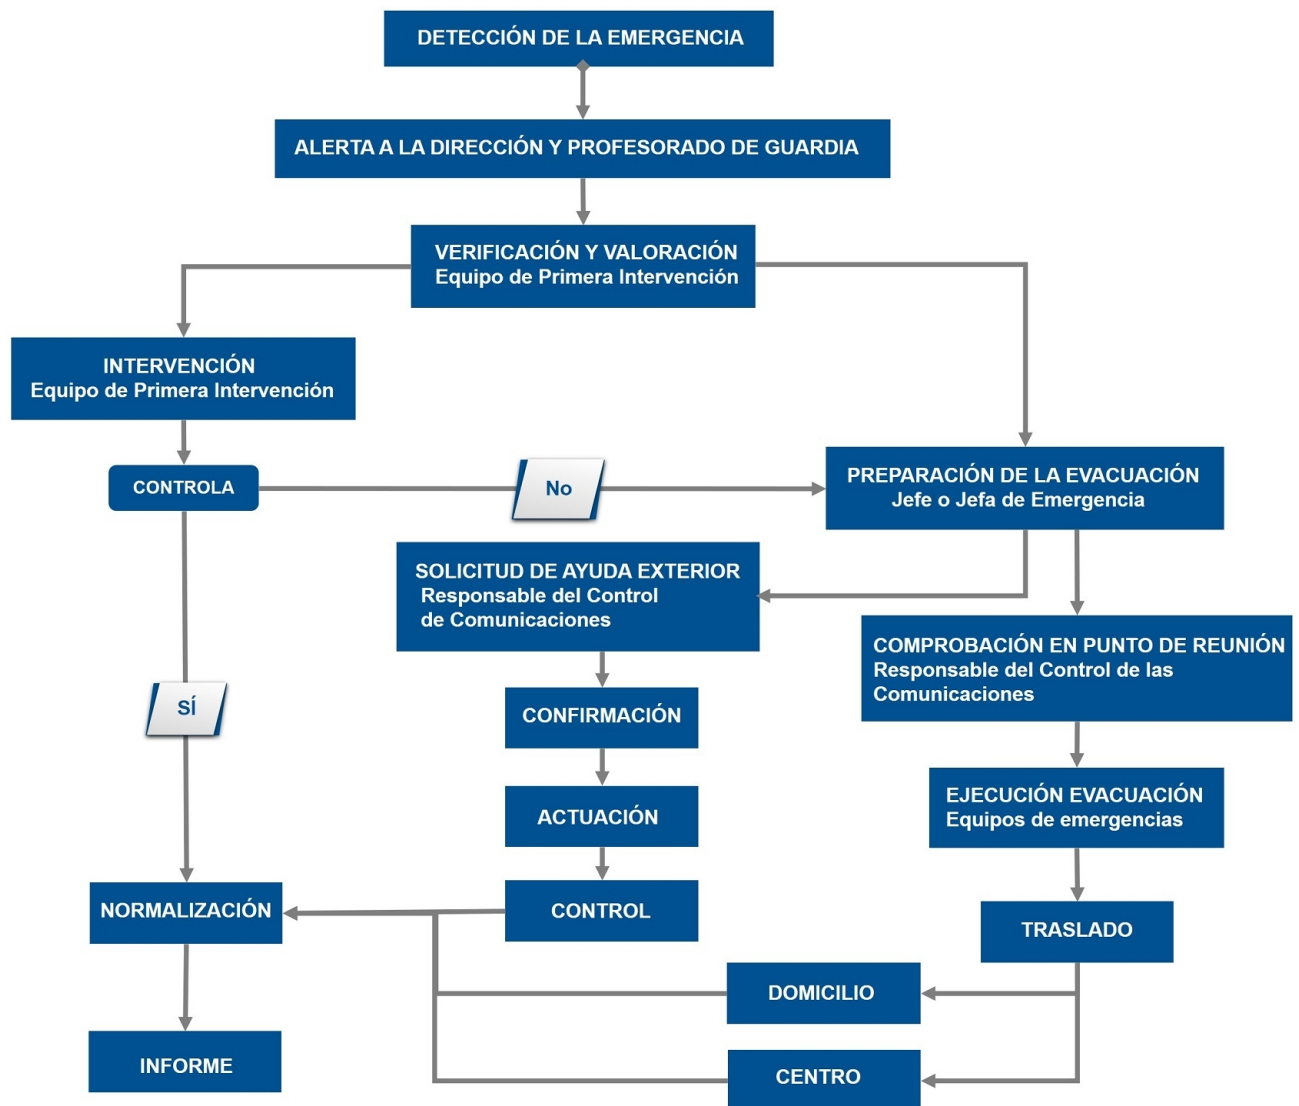 DETECCIÓN DE LA EMERGENCIA
ALERTA A LA DIRECCIÓN Y PROFESORADO DE GUARDIA
VERIFICACIÓN Y VALORACIÓN
Equipo de Primera Intervención
INTERVENCIÓN
Equipo de Primera Intervención
CONTROLA
No
PREPARACIÓN DE LA EVACUACIÓN
Jefe o Jefa de Emergencia
SOLICITUD DE AYUDA EXTERIOR
Responsable del Control
de Comunicaciones
COMPROBACIÓN EN PUNTO DE REUNIÓN
Responsable del Control de las
Comunicaciones
SÍ
CONFIRMACIÓN
EJECUCIÓN EVACUACIÓN
Equipos de emergencias
ACTUACIÓN
NORMALIZACIÓN
CONTROL
TRASLADO
DOMICILIO
INFORME
CENTRO